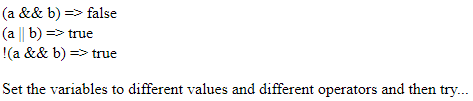 (a && b) => false
(a || b) => true
!(a && b) => true
Set the variables to different values and different operators and then try...